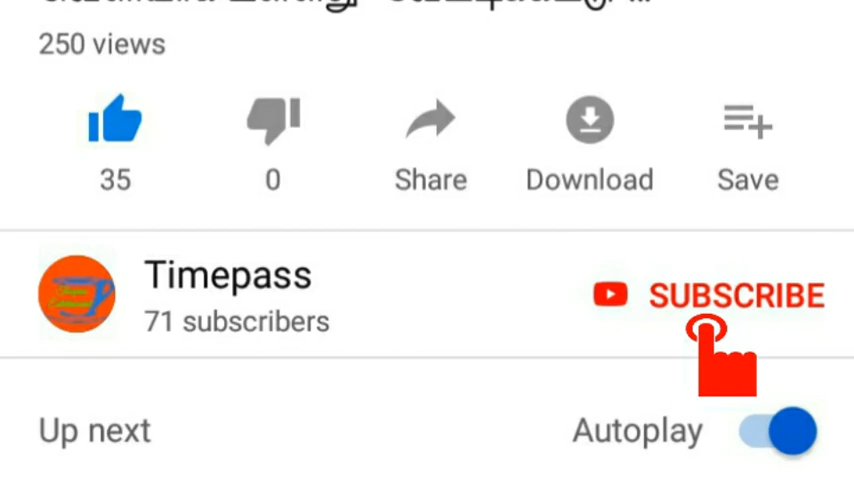 250 views
35 0 Share Download Save
Timepass
71 subscribers
SUBSCRIBE
Up next Autoplay